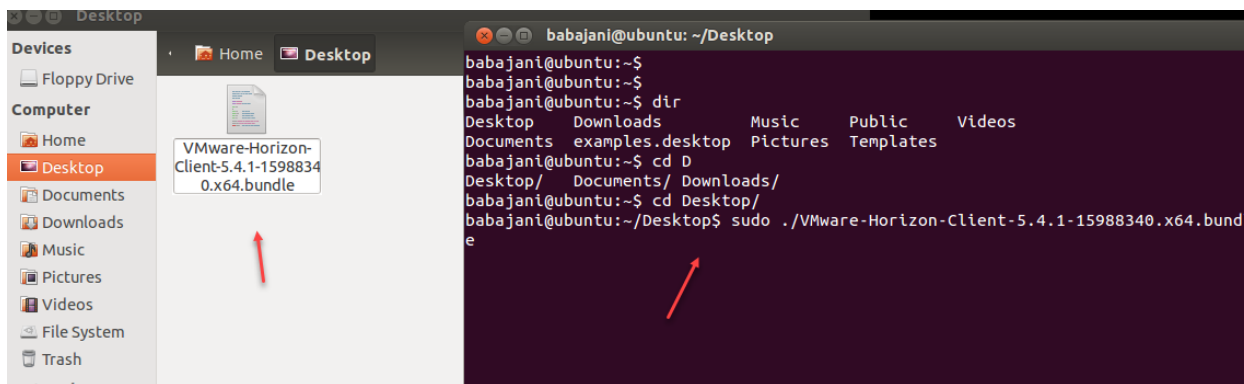 Desktop
Devices
Floppy Drive
Computer
Home
Desktop
Documents
Downloads
Music
Pictures
Videos
File System
Trash
Home Desktop
VMware-Horizon-
Client-5.4.1-1598834
0.x64.bundle
babajani@ubuntu: ~/Desktop
babajani@ubuntu:~$
babajani@ubuntu:~$
babajani@ubuntu:~$ dir
Desktop Downloads Music Public Videos
Documents examples.desktop Pictures Templates
babajani@ubuntu:~$ cd D
Desktop/ Documents/ Downloads/
babajani@ubuntu:~$ cd Desktop/
babajani@ubuntu:~/Desktop$ sudo ./VMware-Horizon-Client-5.4.1-15988340.x64.bund
e